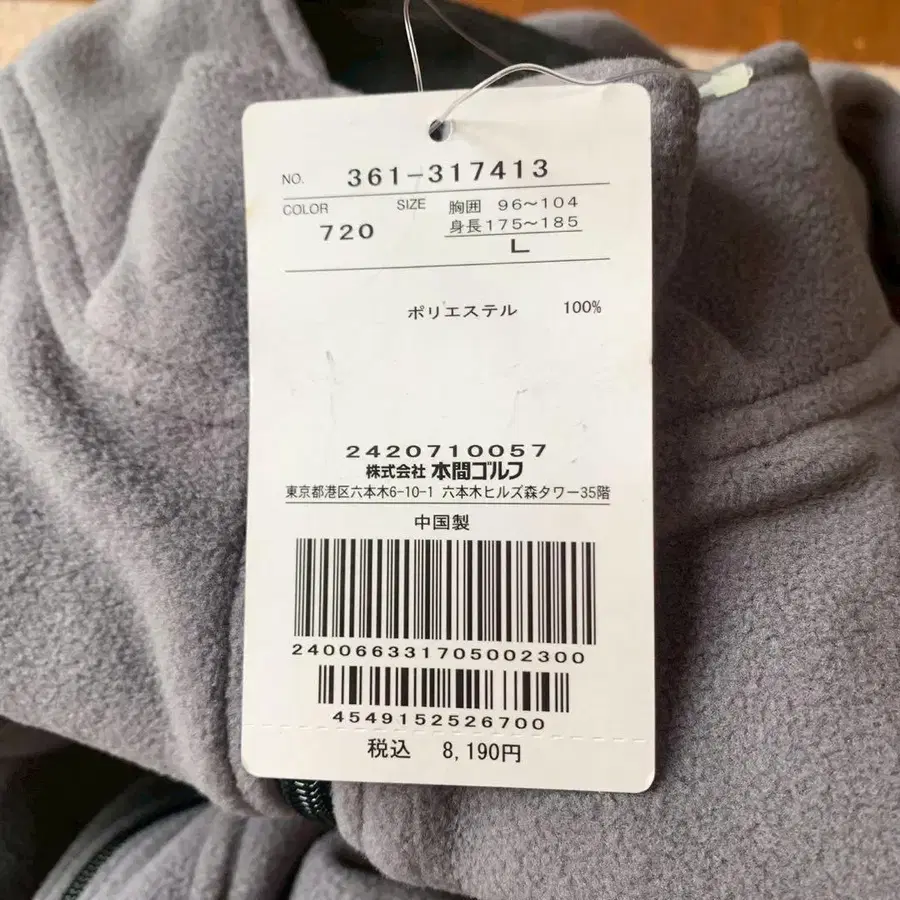 NO. 361-317413
COLOR 720
SIZE 胸囲 96～104
身長175～185
L
ポリエステル 100%
2420710057
株式会社 本間ゴルフ
東京都港区六本木6-10-1 六本木ヒルズ森タワー35階
中国製
240066331705002300
4549152526700
税込 8,190円